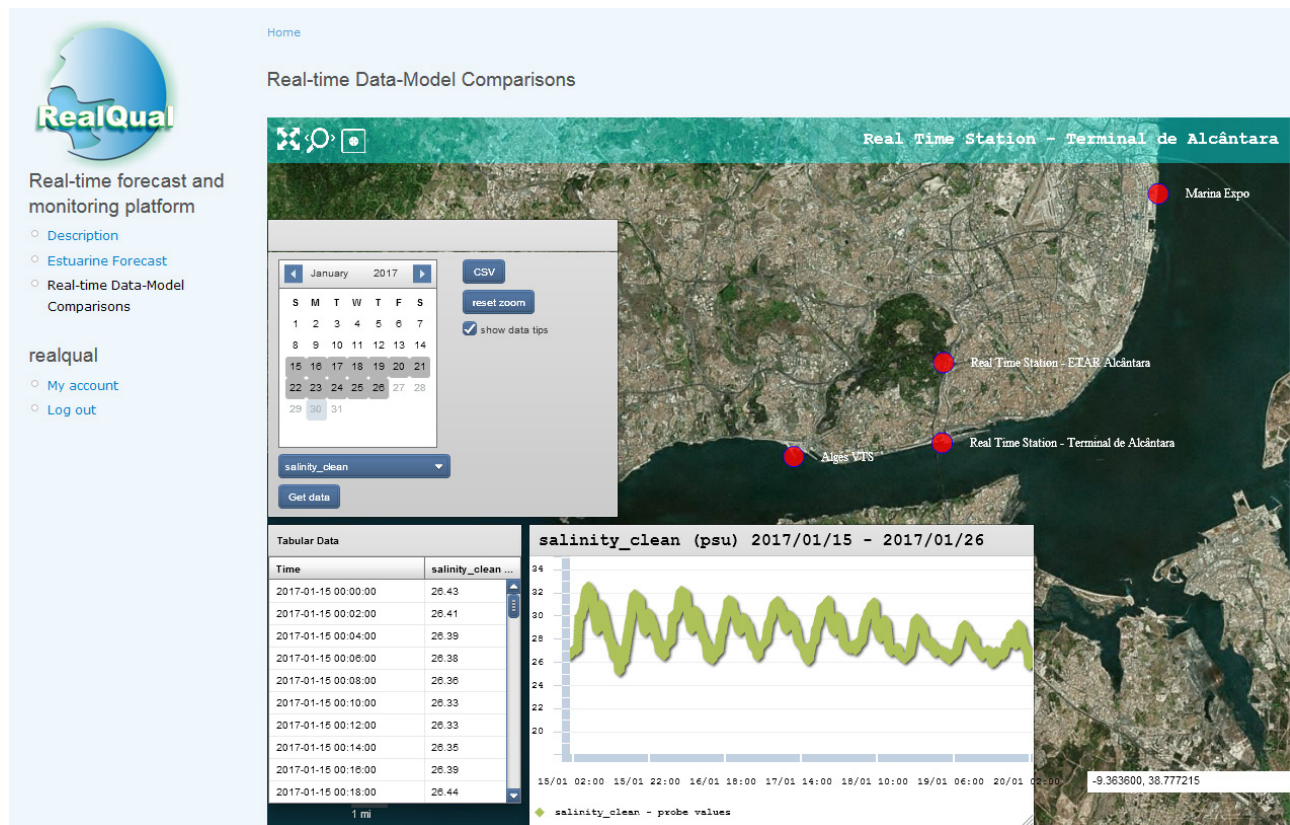 RealQual
Real-time forecast and
monitoring platform
Description
Estuarine Forecast
Real-time Data-Model
Comparisons
realqual
My account
Log out
Home
Real-time Data-Model Comparisons
Real Time Station - Terminal de Alcântara
Marina Expo
Real Time Station - ETAR Alcântara
Real Time Station - Terminal de Alcântara
Algés VTS
January 2017
S M T W T F S
1 2 3 4 5 6 7
8 9 10 11 12 13 14
15 16 17 18 19 20 21
22 23 24 25 26 27 28
29 30 31
CSV
reset zoom
show data tips
salinity_clean
Get data
Tabular Data
Time salinity_clean ...
2017-01-15 00:00:00 26.43
2017-01-15 00:02:00 26.41
2017-01-15 00:04:00 26.39
2017-01-15 00:06:00 26.38
2017-01-15 00:08:00 26.36
2017-01-15 00:10:00 26.33
2017-01-15 00:12:00 26.33
2017-01-15 00:14:00 26.35
2017-01-15 00:16:00 26.39
2017-01-15 00:18:00 26.44
1 mi
salinity_clean (psu) 2017/01/15 - 2017/01/26
34
32
30
28
26
24
22
20
15/01 02:00 15/01 22:00 16/01 18:00 17/01 14:00 18/01 10:00 19/01 06:00 20/01 02:00
salinity_clean - probe values
-9.363600, 38.777215